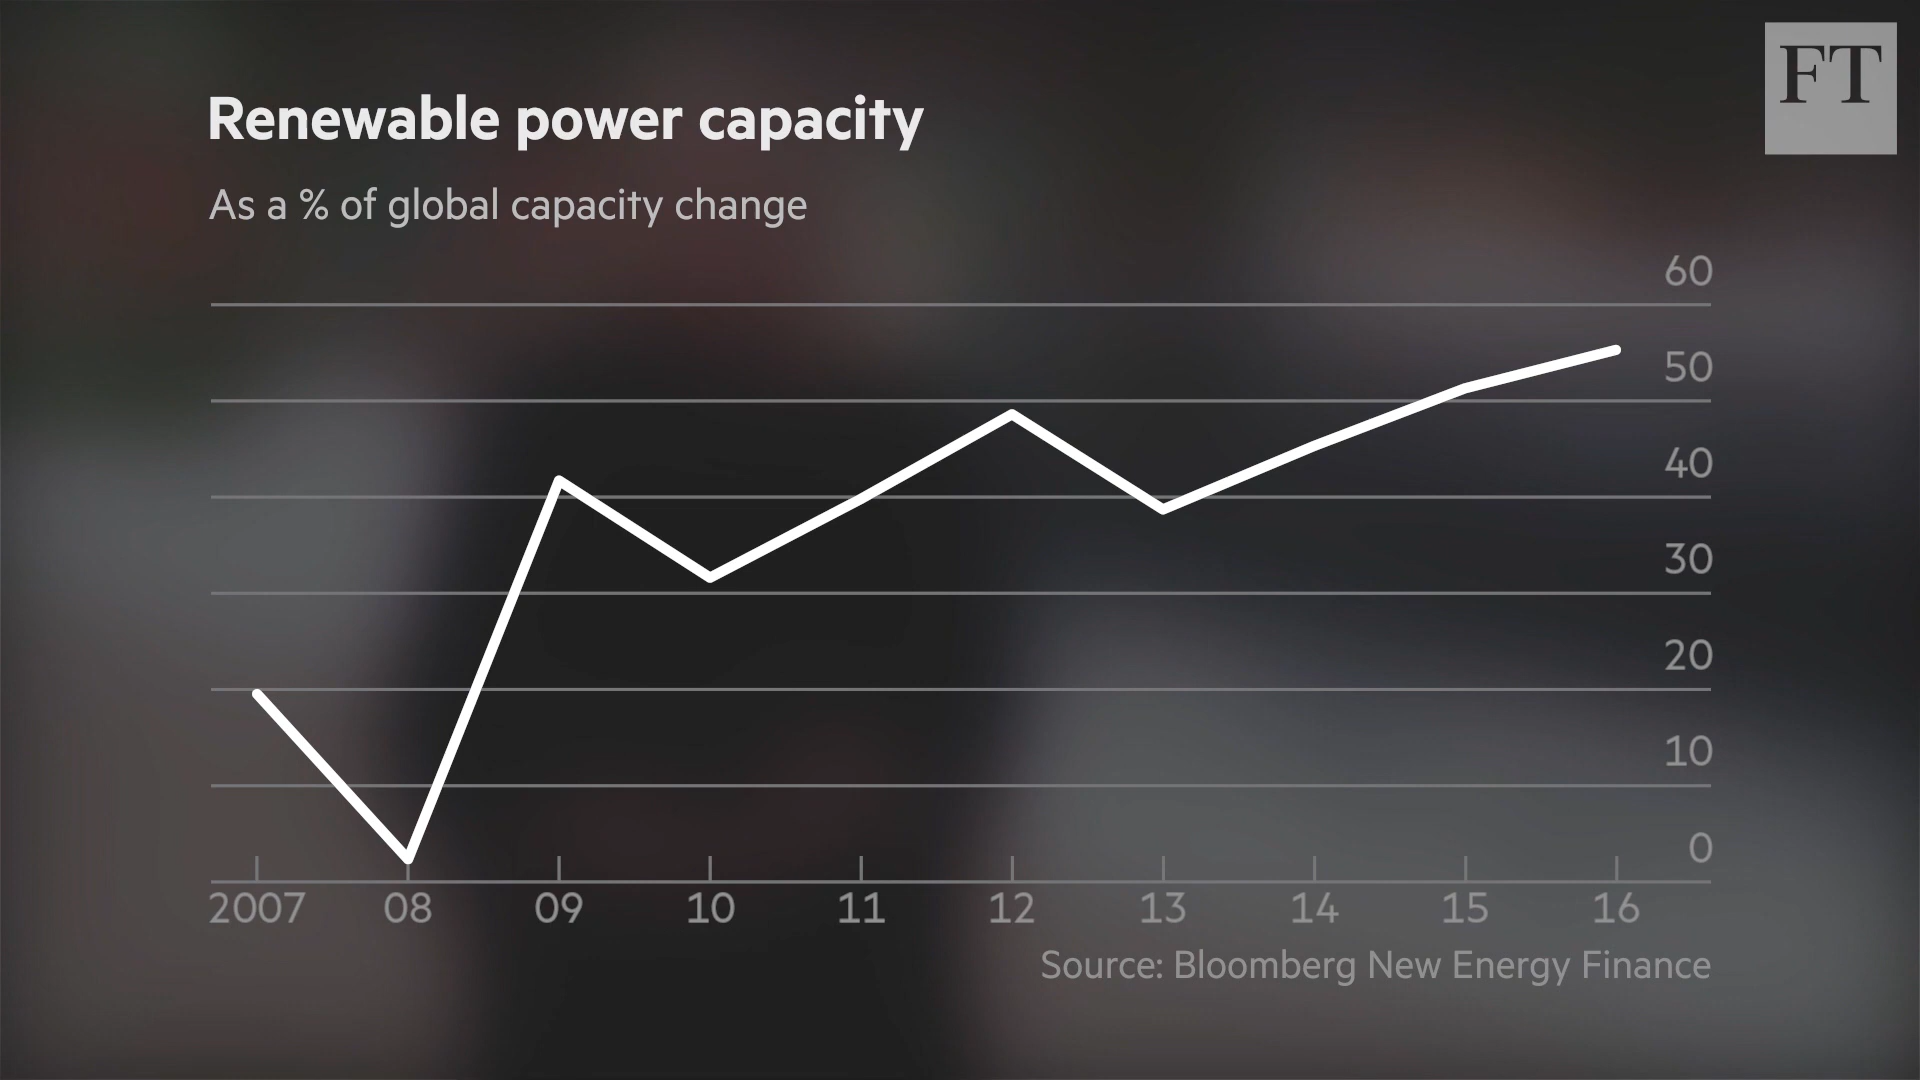 FT
Renewable power capacity
As a % of global capacity change
60
50
40
30
20
10
0
2007 08 09 10 11 12 13 14 15 16
Source: Bloomberg New Energy Finance